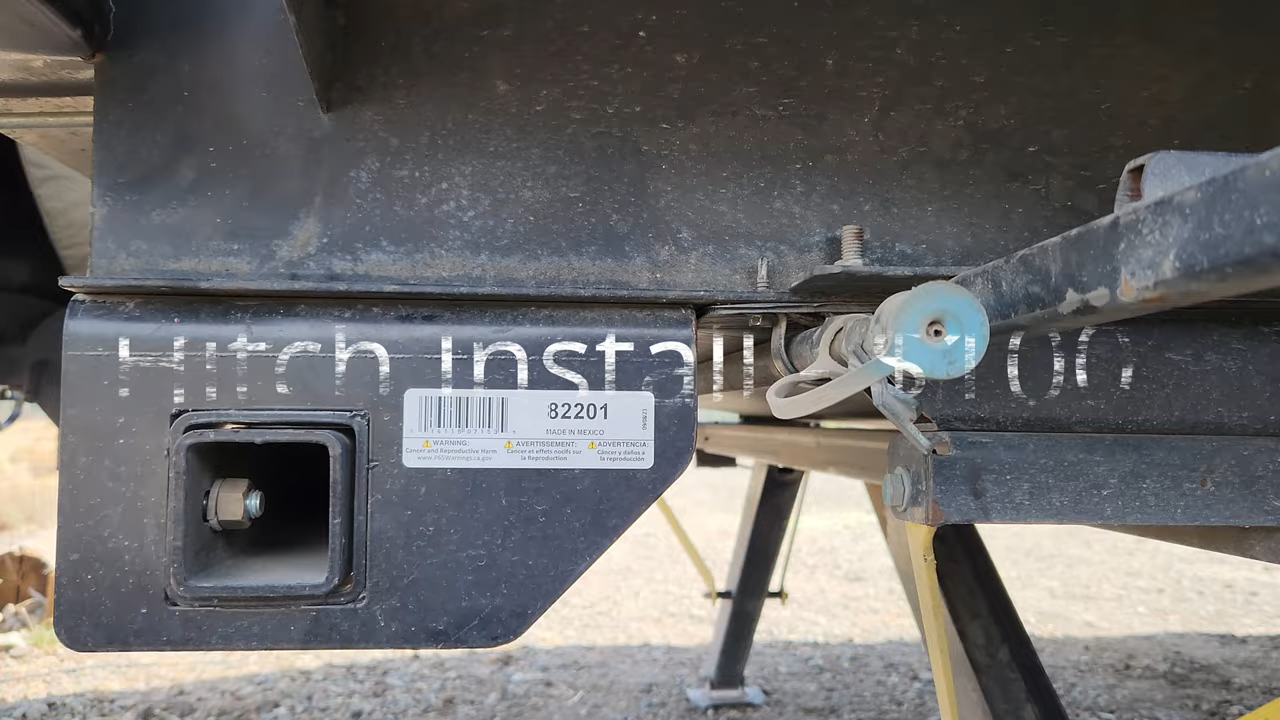 Hitch Install
82201
MADE IN MEXICO
WARNING:
Cancer and Reproductive Harm
www.P65Warnings.ca.gov
AVERTISSEMENT:
Cancer et effets nocifs sur
la Reproduction
ADVERTENCIA:
Cáncer y daños a
la reproducción